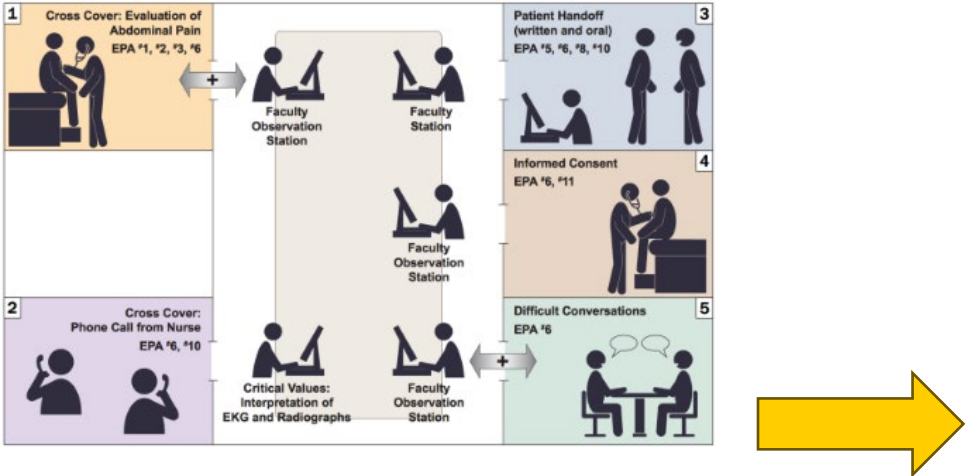 1
Cross Cover: Evaluation of
Abdominal Pain
EPA #1, #2, #3, #6
+
Faculty
Observation
Station
Faculty
Station
3
Patient Handoff
(written and oral)
EPA #5, #6, #8, #10
4
Informed Consent
EPA #6, #11
Faculty
Observation
Station
2
Cross Cover:
Phone Call from Nurse
EPA #6, #10
Critical Values:
Interpretation of
EKG and Radiographs
Faculty
Observation
Station
+
5
Difficult Conversations
EPA #6